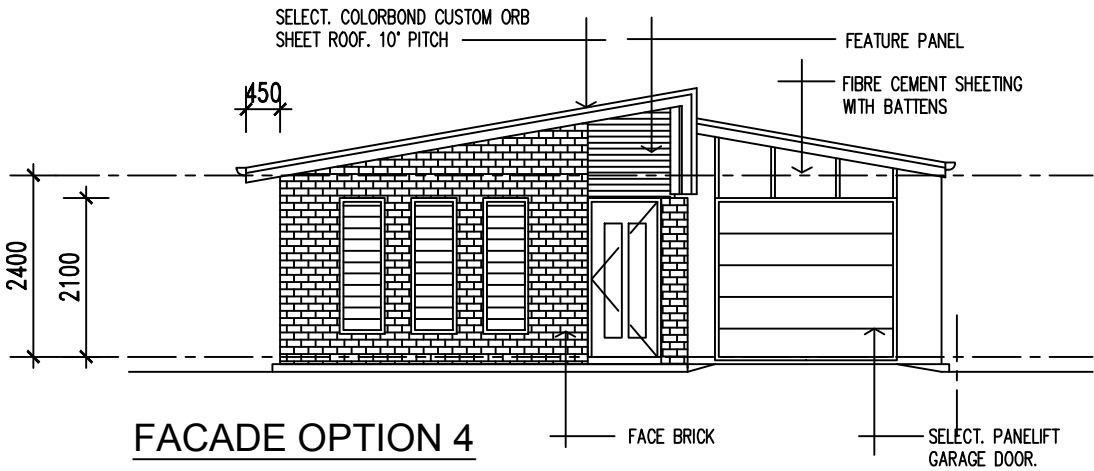 SELECT. COLORBOND CUSTOM ORB
SHEET ROOF. 10° PITCH
FEATURE PANEL
FIBRE CEMENT SHEETING
WITH BATTENS
450
2400
2100
FACADE OPTION 4
FACE BRICK
SELECT. PANELIFT
GARAGE DOOR.